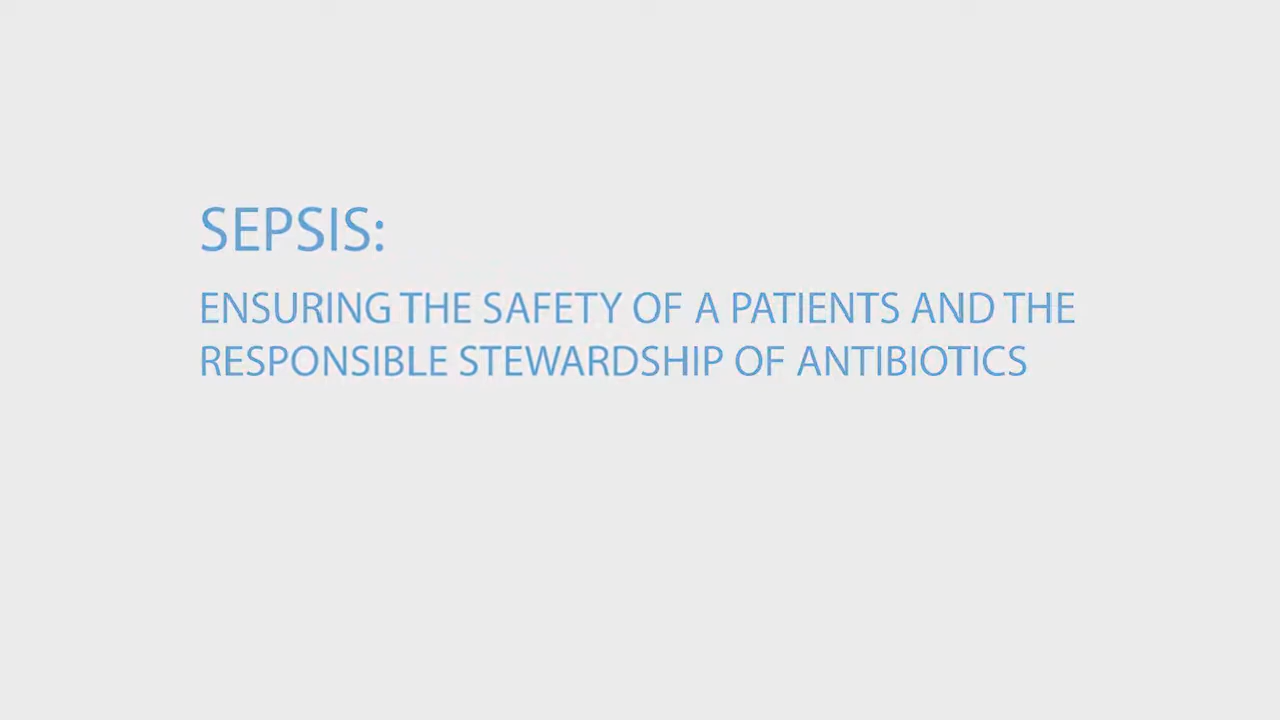 SEPSIS:
ENSURING THE SAFETY OF A PATIENTS AND THE
RESPONSIBLE STEWARDSHIP OF ANTIBIOTICS